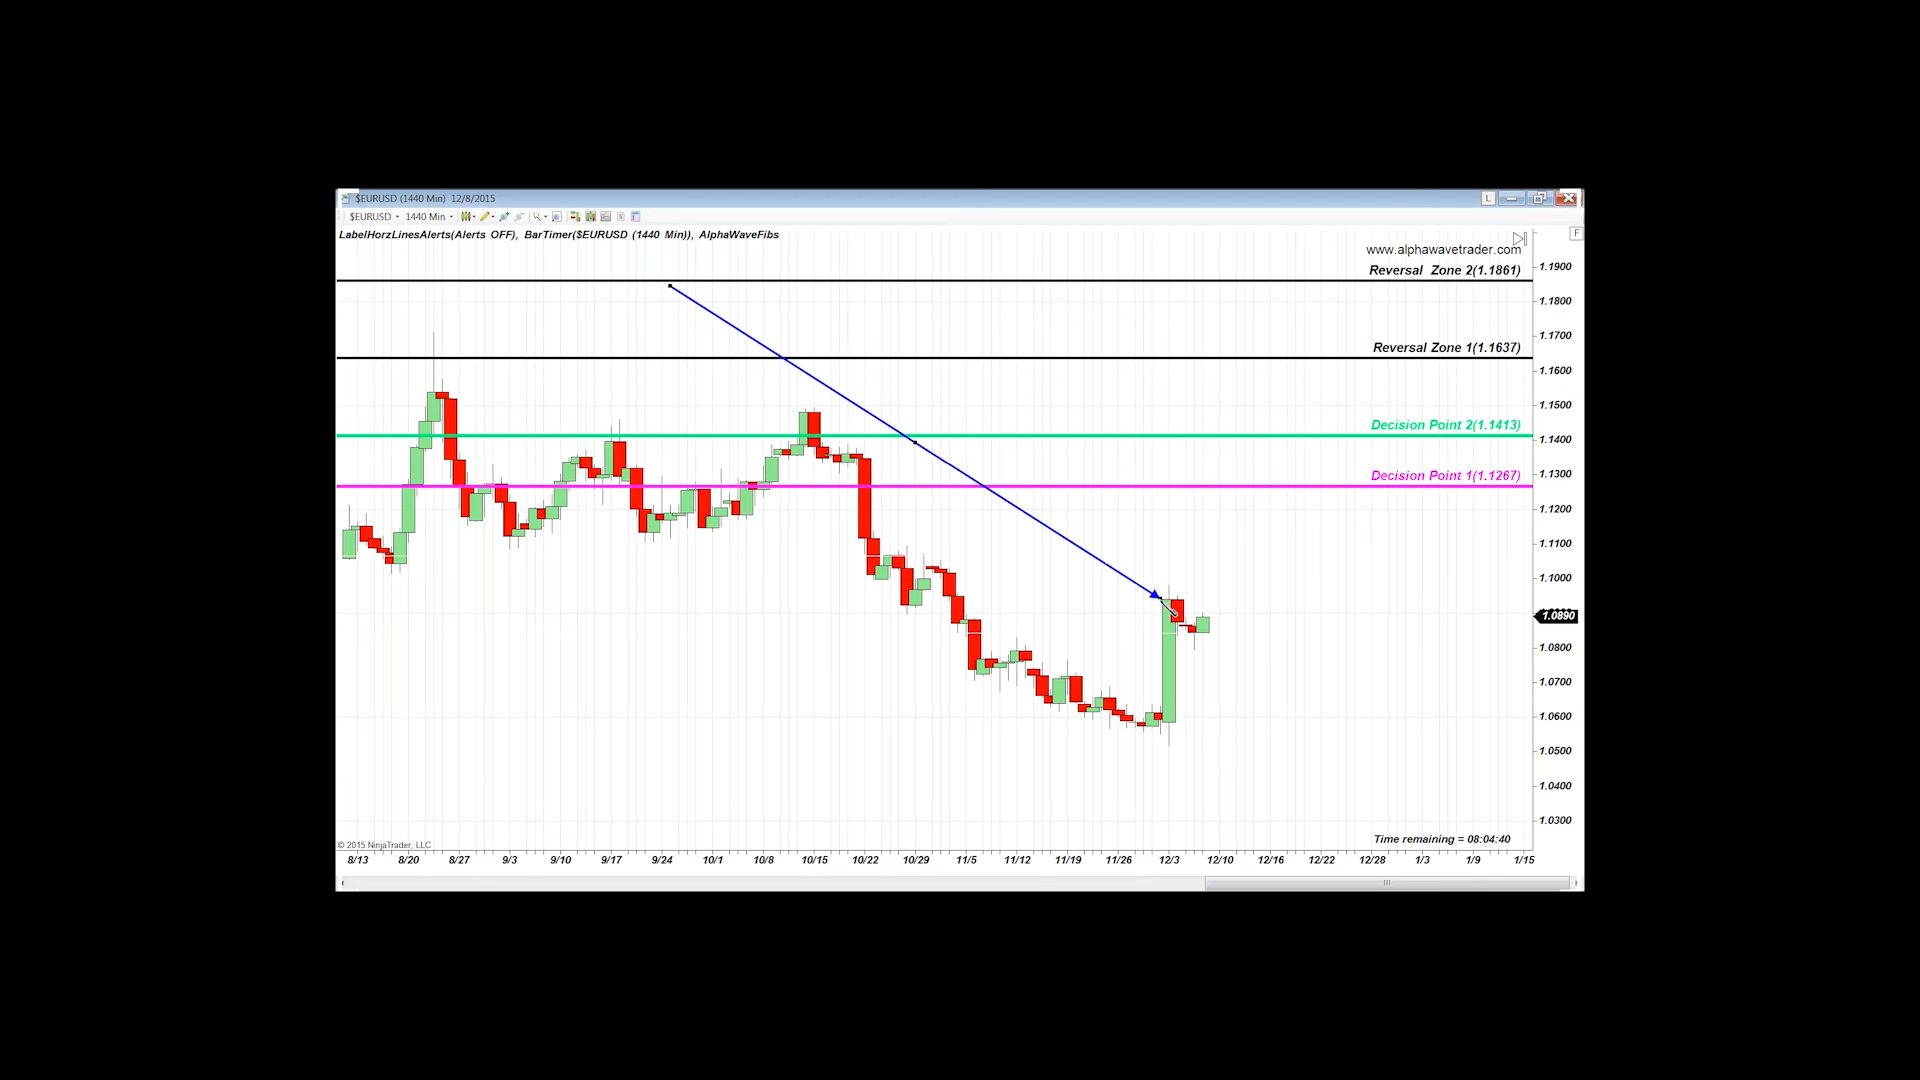 $EURUSD (1440 Min) 12/8/2015
L
$EURUSD 1440 Min
LabelHorzLinesAlerts(Alerts OFF), BarTimer($EURUSD (1440 Min)), AlphaWaveFibs
F
www.alphawavetrader.com
Reversal Zone 2(1.1861)
Reversal Zone 1(1.1637)
Decision Point 2(1.1413)
Decision Point 1(1.1267)
1.1900
1.1800
1.1700
1.1600
1.1500
1.1400
1.1300
1.1200
1.1100
1.1000
1.0890
1.0800
1.0700
1.0600
1.0500
1.0400
1.0300
Time remaining = 08:04:40
© 2015 NinjaTrader, LLC
8/13 8/20 8/27 9/3 9/10 9/17 9/24 10/1 10/8 10/15 10/22 10/29 11/5 11/12 11/19 11/26 12/3 12/10 12/16 12/22 12/28 1/3 1/9 1/15